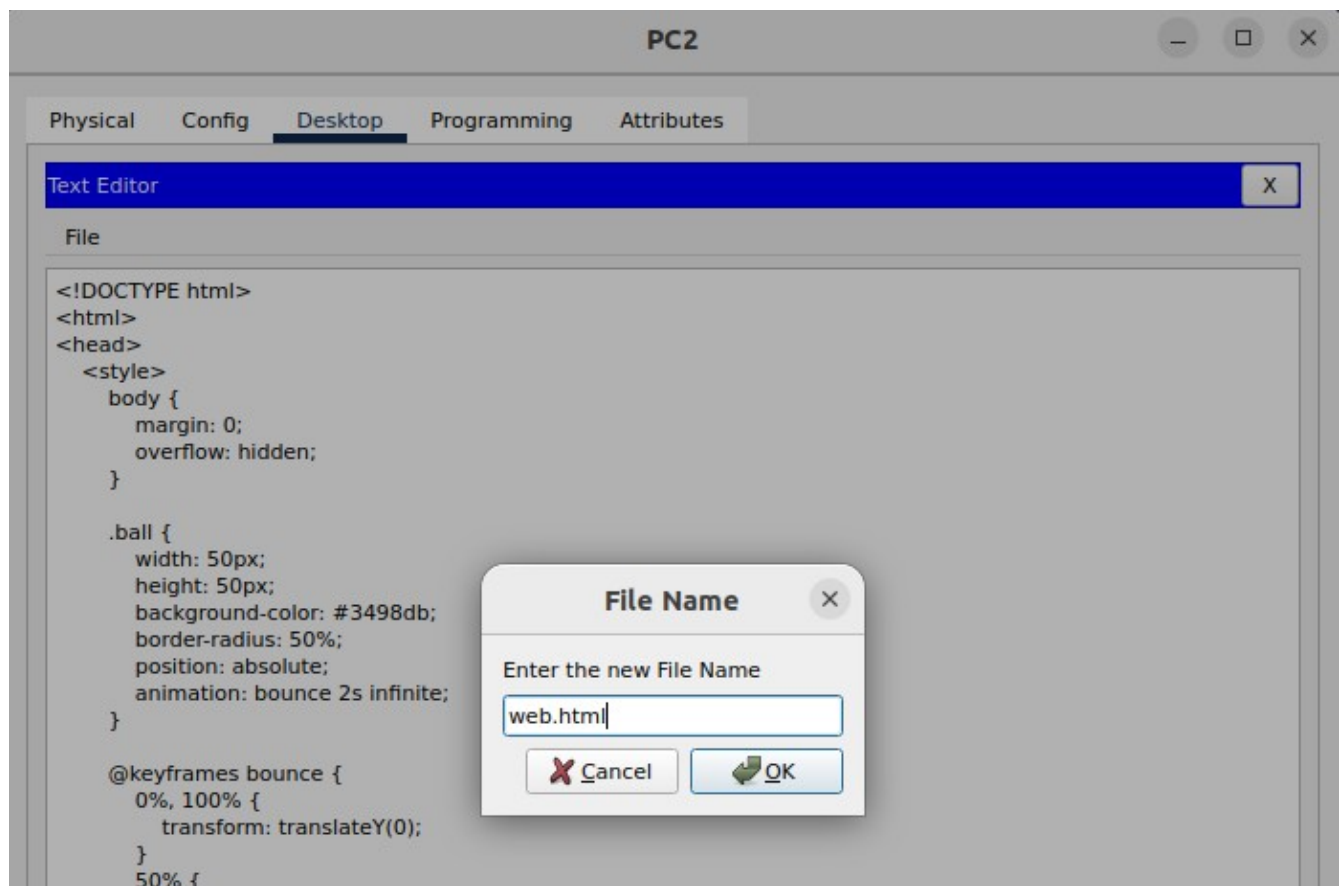 PC2
Physical Config Desktop Programming Attributes
Text Editor X
File
<!DOCTYPE html>
<html>
<head>
<style>
body {
margin: 0;
overflow: hidden;
}
.ball {
width: 50px;
height: 50px;
background-color: #3498db;
border-radius: 50%;
position: absolute;
animation: bounce 2s infinite;
}
@keyframes bounce {
0%, 100% {
transform: translateY(0);
}
50% {
File Name
Enter the new File Name
web.html
Cancel OK